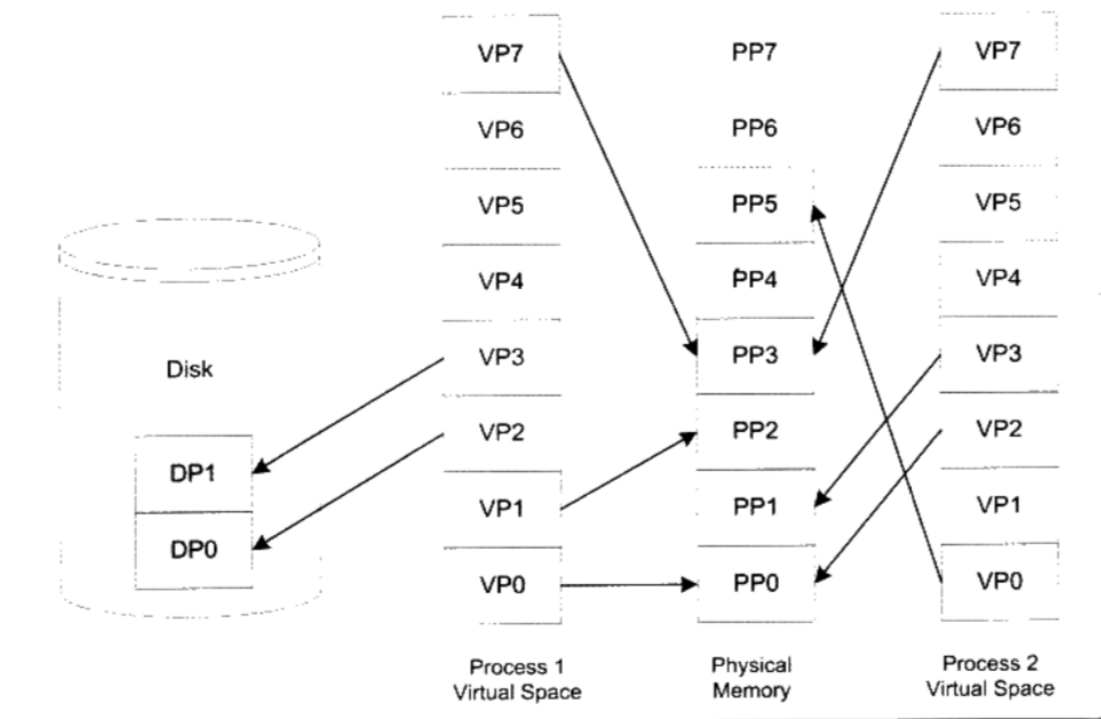 VP7 PP7 VP7
VP6 PP6 VP6
VP5 PP5 VP5
VP4 PP4 VP4
Disk VP3 PP3 VP3
DP1 VP2 PP2 VP2
VP1 PP1 VP1
DP0 VP0 PP0 VP0
Process 1 Physical Process 2
Virtual Space Memory Virtual Space